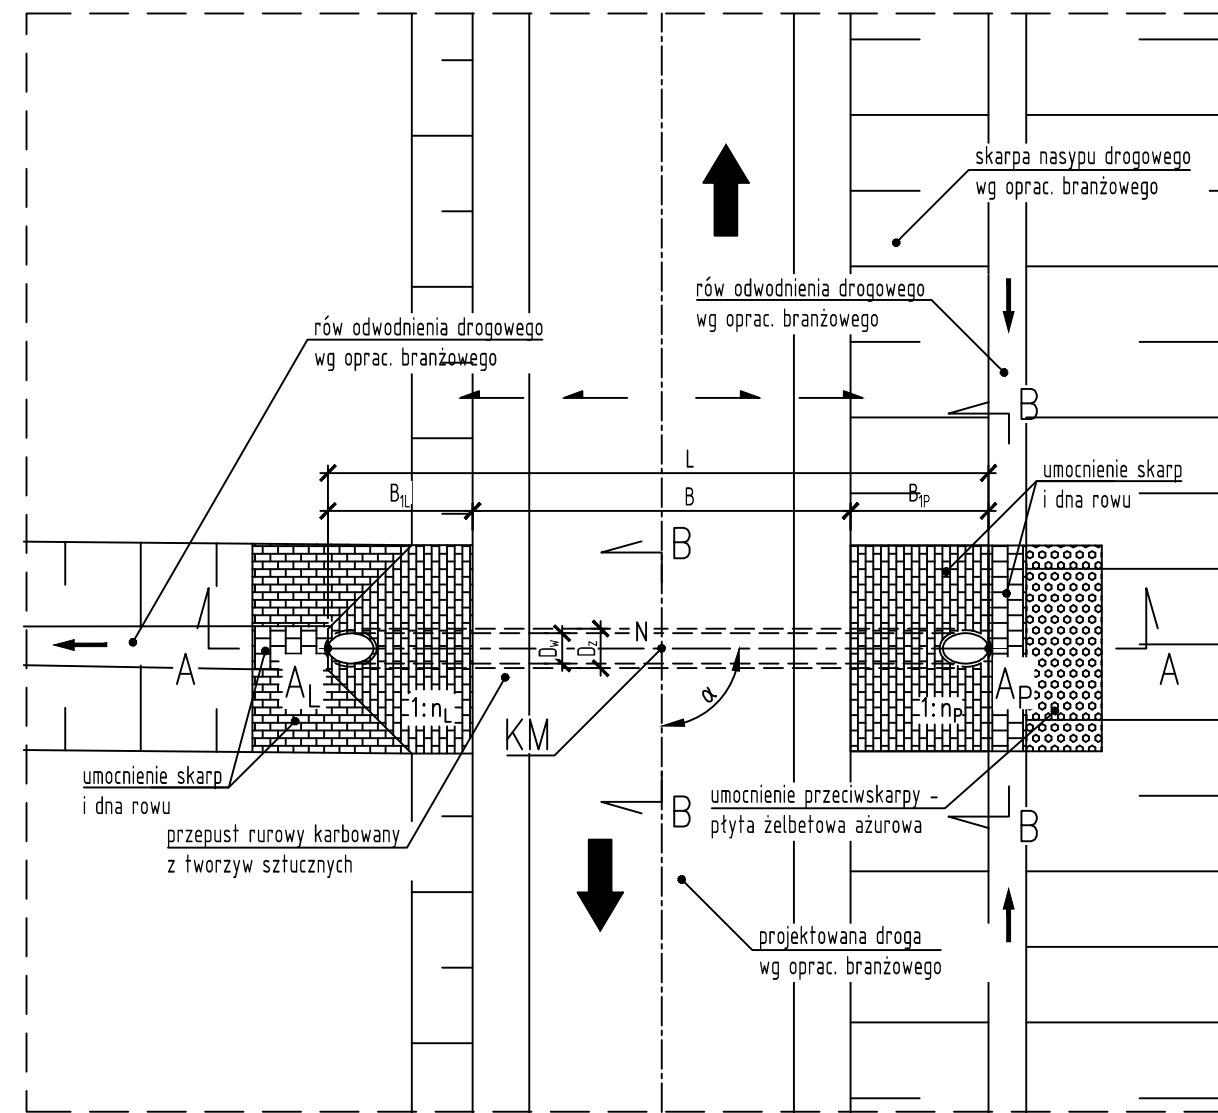 skarpa nasypu drogowego
wg oprac. branżowego
rów odwodnienia drogowego
wg oprac. branżowego
rów odwodnienia drogowego
wg oprac. branżowego
B
L
umocnienie skarp
i dna rowu
B1L
B
B1P
B
N
Dw
Dz
A
AL
1:nL
α
1:nP
AP
A
KM
umocnienie skarp
i dna rowu
B
umocnienie przeciwskarpy -
płyta żelbetowa ażurowa
B
przepust rurowy karbowany
z tworzyw sztucznych
projektowana droga
wg oprac. branżowego